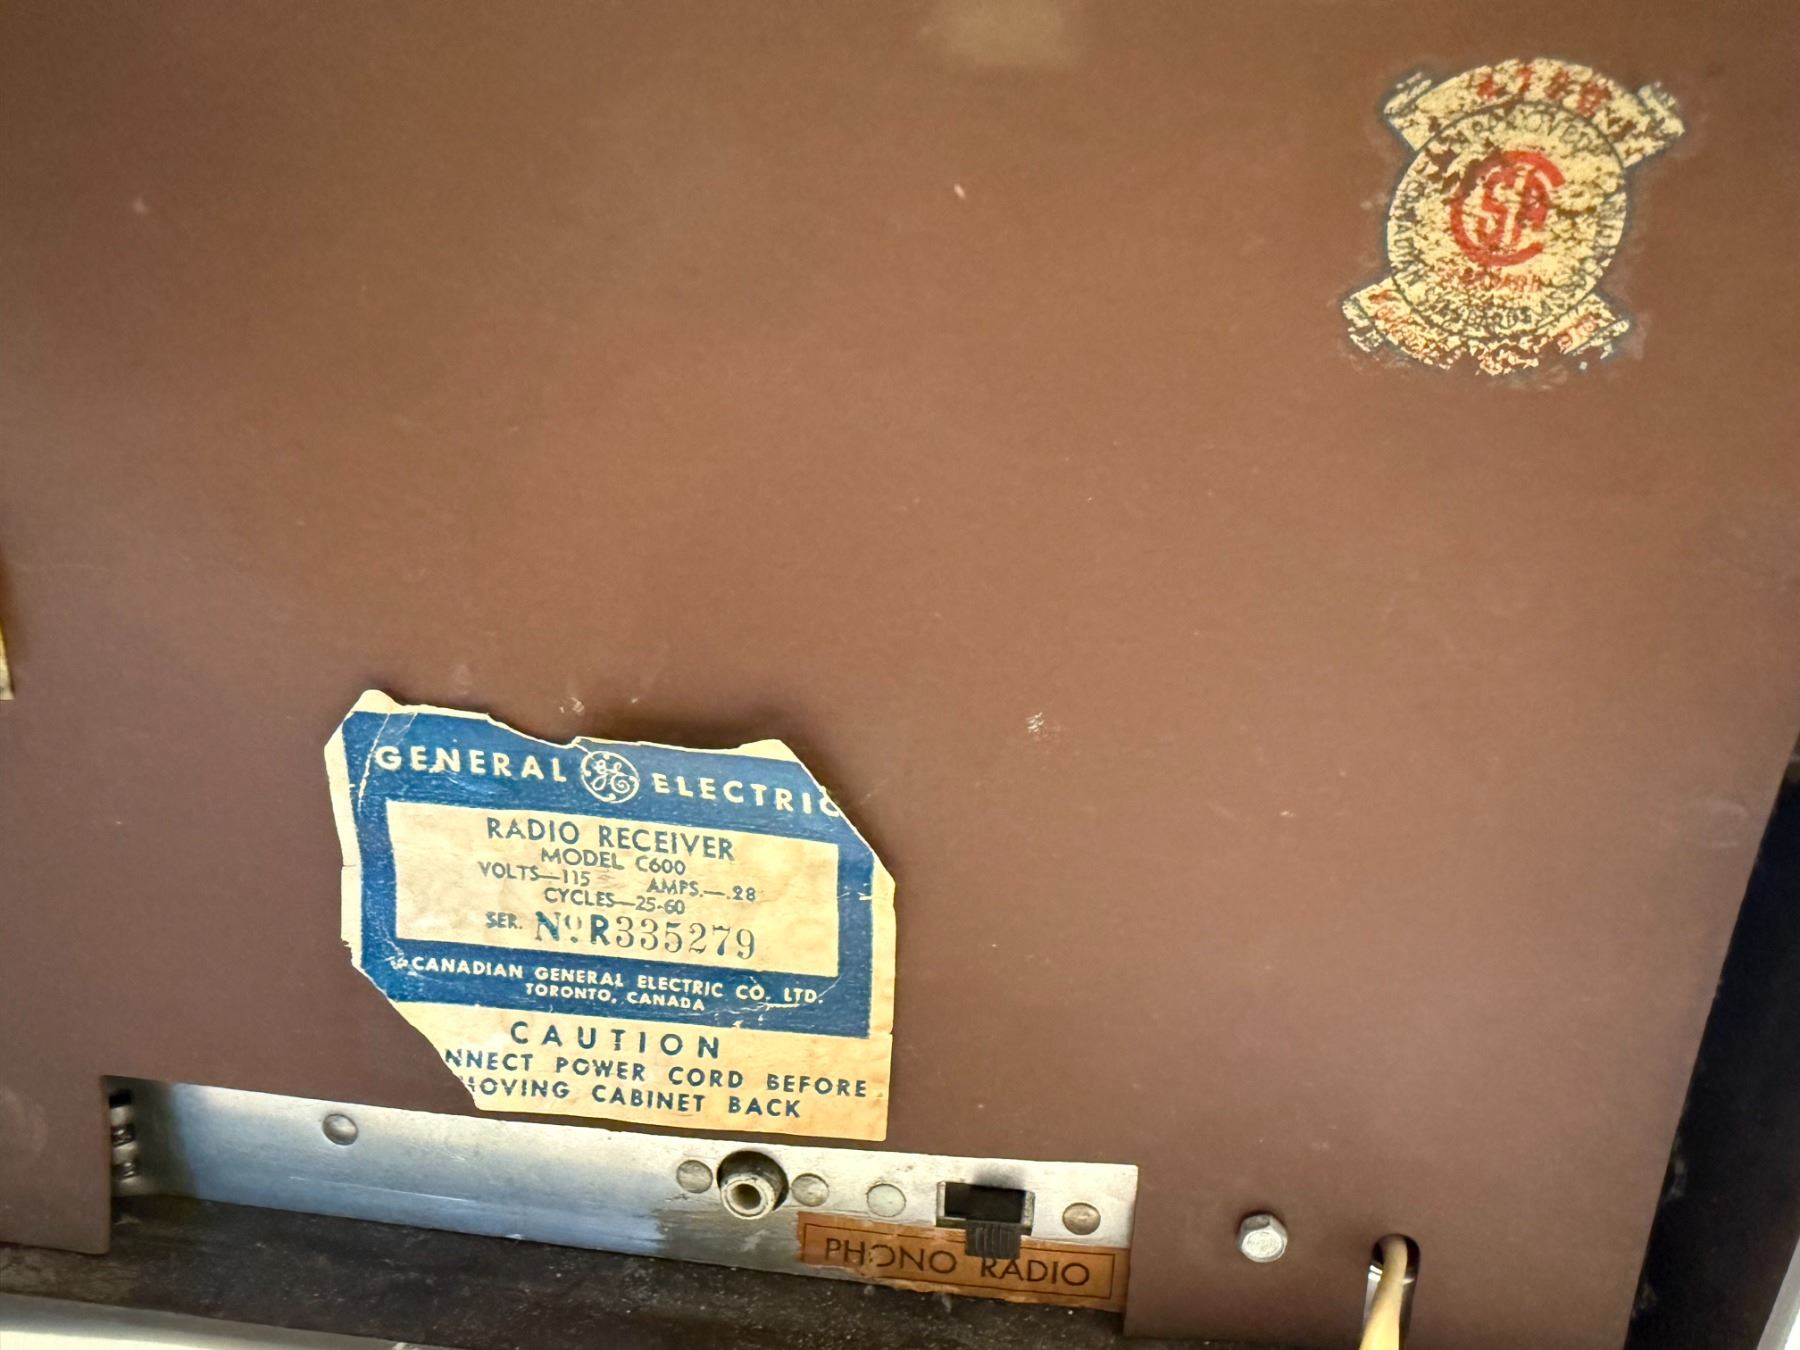 CSA
GENERAL GE ELECTRIC
RADIO RECEIVER
MODEL C600
VOLTS—115 AMPS.—.28
CYCLES—25-60
SER. No. R335279
CANADIAN GENERAL ELECTRIC CO. LTD.
TORONTO, CANADA
CAUTION
NNECT POWER CORD BEFORE
MOVING CABINET BACK
PHONO RADIO